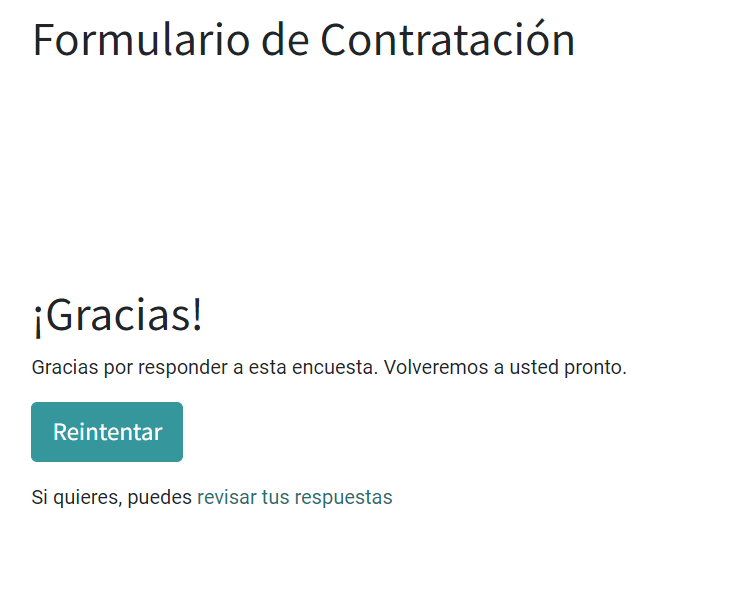 Formulario de Contratación
¡Gracias!
Gracias por responder a esta encuesta. Volveremos a usted pronto.
Reintentar
Si quieres, puedes revisar tus respuestas